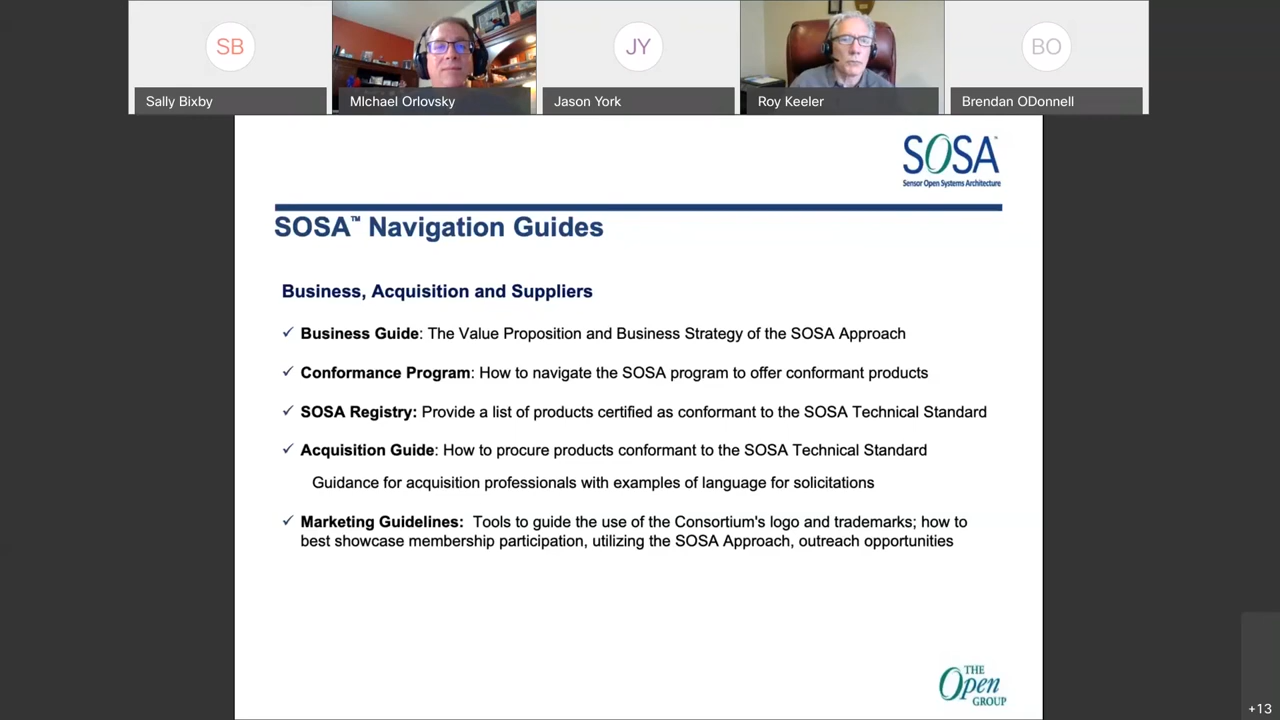 SB
JY
BO
Sally Bixby
MIchael Orlovsky
Jason York
Roy Keeler
Brendan ODonnell
SOSA™
Sensor Open Systems Architecture
SOSA™ Navigation Guides
Business, Acquisition and Suppliers
✓ Business Guide: The Value Proposition and Business Strategy of the SOSA Approach
✓ Conformance Program: How to navigate the SOSA program to offer conformant products
✓ SOSA Registry: Provide a list of products certified as conformant to the SOSA Technical Standard
✓ Acquisition Guide: How to procure products conformant to the SOSA Technical Standard
Guidance for acquisition professionals with examples of language for solicitations
✓ Marketing Guidelines: Tools to guide the use of the Consortium's logo and trademarks; how to
best showcase membership participation, utilizing the SOSA Approach, outreach opportunities
THE
Open
GROUP
+13